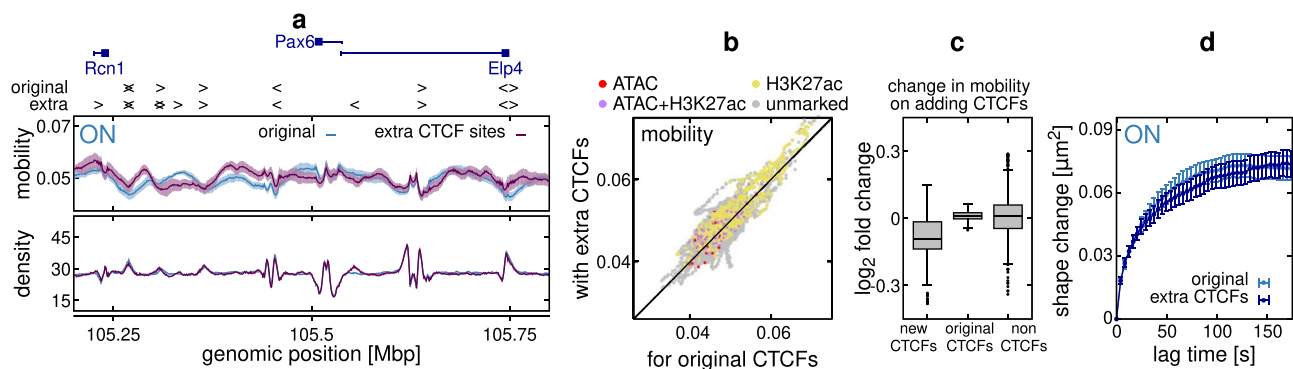 a
b
c
d
Pax6
Rcn1
Elp4
original > < > > < > < >
extra > < > > > < < > < >
ON
original
extra CTCF sites
mobility
0.07
0.05
density
45
30
15
105.25
105.5
105.75
genomic position [Mbp]
ATAC
H3K27ac
ATAC+H3K27ac
unmarked
mobility
with extra CTCFs
0.06
0.04
0.04
0.06
for original CTCFs
change in mobility
on adding CTCFs
log2 fold change
0.3
0
-0.3
new
CTCFs
original
CTCFs
non
CTCFs
ON
shape change [µm²]
0.09
0.06
0.03
0
original
extra CTCFs
0
50
100
150
lag time [s]